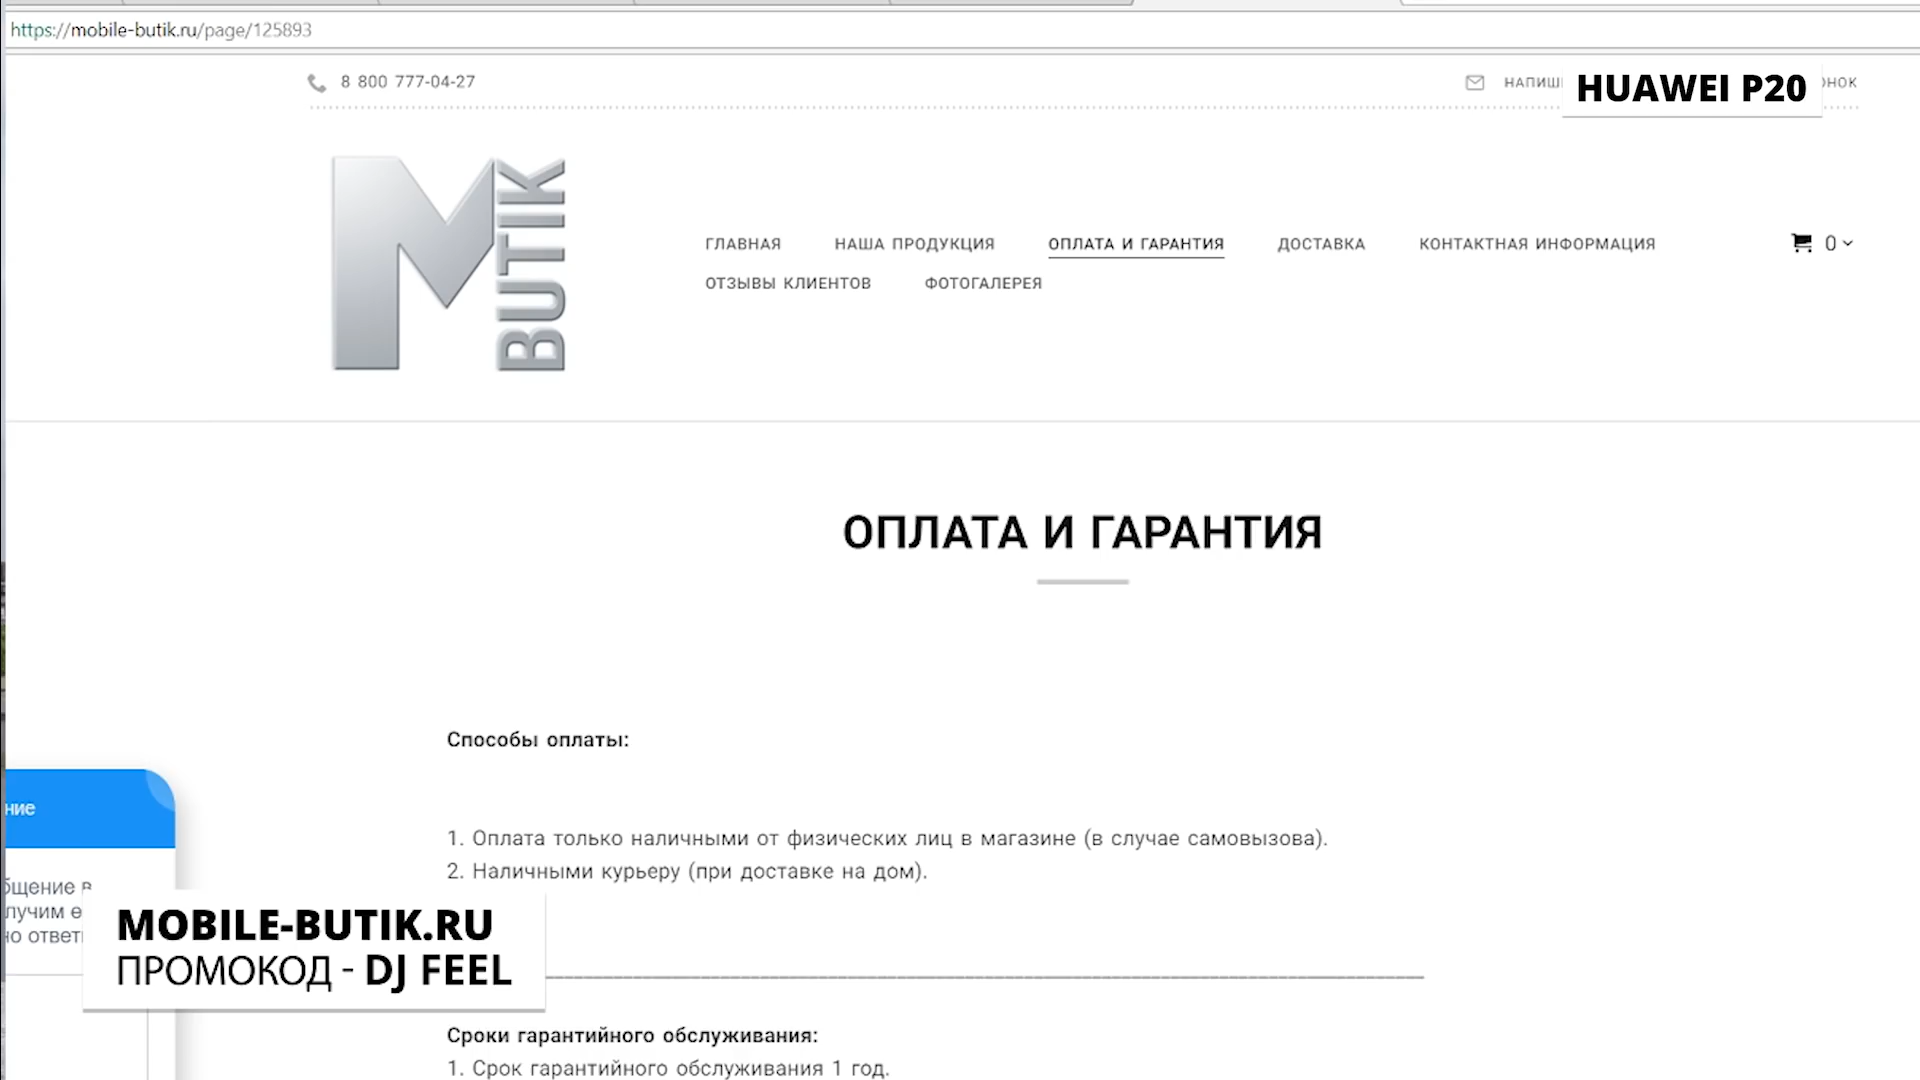 https://mobile-butik.ru/page/125893
8 800 777-04-27
HUAWEI P20
BUTIK
ГЛАВНАЯ НАША ПРОДУКЦИЯ ОПЛАТА И ГАРАНТИЯ ДОСТАВКА КОНТАКТНАЯ ИНФОРМАЦИЯ 0
ОТЗЫВЫ КЛИЕНТОВ ФОТОГАЛЕРЕЯ
ОПЛАТА И ГАРАНТИЯ
Способы оплаты:
1. Оплата только наличными от физических лиц в магазине (в случае самовызова).
2. Наличными курьеру (при доставке на дом).
MOBILE-BUTIK.RU
ПРОМОКОД - DJ FEEL
Сроки гарантийного обслуживания:
1. Срок гарантийного обслуживания 1 год.